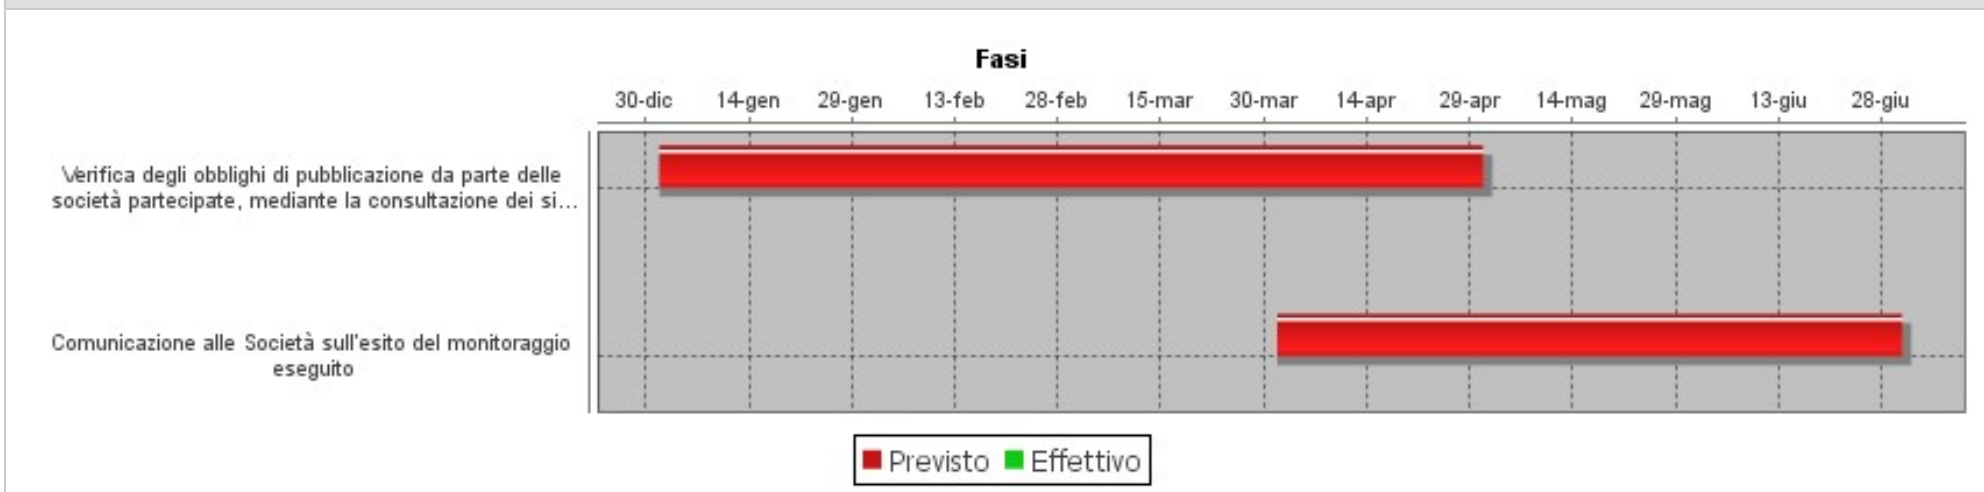 Fasi
30-dic 14-gen 29-gen 13-feb 28-feb 15-mar 30-mar 14-apr 29-apr 14-mag 29-mag 13-giu 28-giu
Verifica degli obblighi di pubblicazione da parte delle
società partecipate, mediante la consultazione dei si...
Comunicazione alle Società sull'esito del monitoraggio
eseguito
Previsto Effettivo